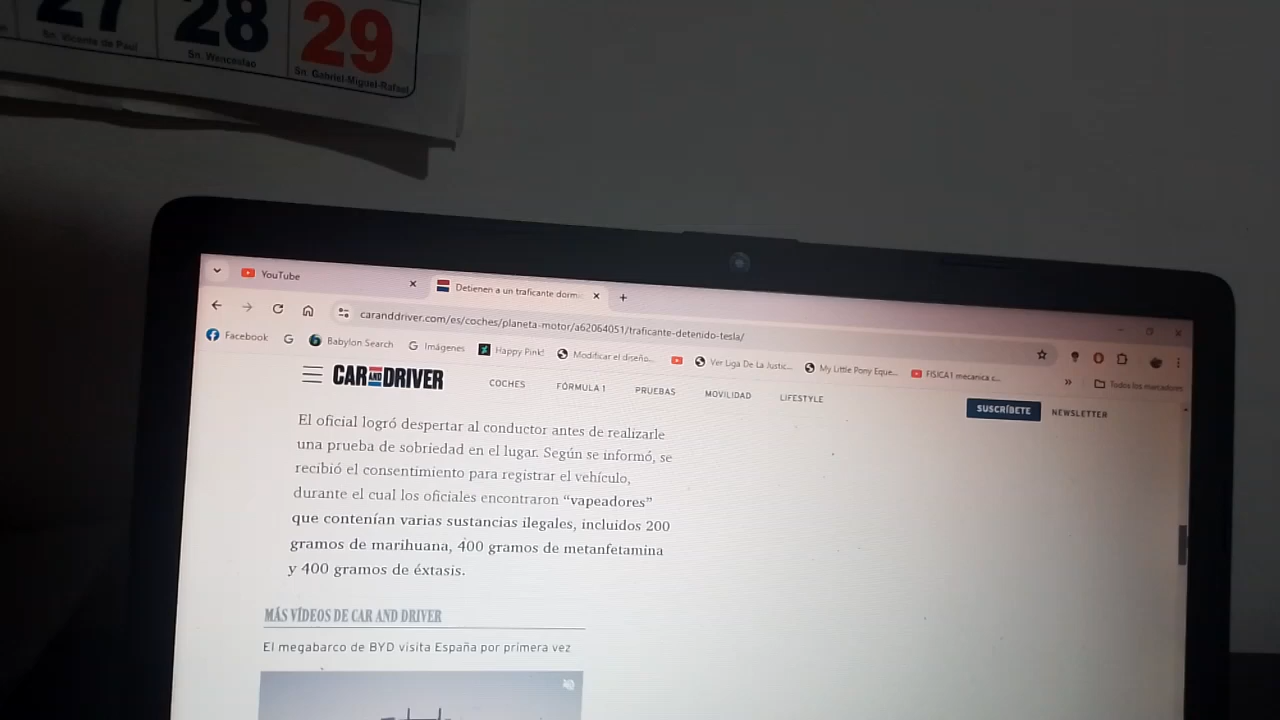 27
28
29
Sn. Vicente de Paul
Sn. Wenceslao
Sn. Gabriel-Miguel-Rafael
YouTube
Detienen a un traficante dorm
caranddriver.com/es/coches/planeta-motor/a62064051/traficante-detenido-tesla/
Facebook
Babylon Search
Imágenes
Happy Pink!
Modificar el diseño...
Ver Liga De La Justic...
My Little Pony Eque...
FISICA1 mecanica c...
Todos los marcadores
CAR AND DRIVER
COCHES
FÓRMULA 1
PRUEBAS
MOVILIDAD
LIFESTYLE
SUSCRÍBETE
NEWSLETTER
El oficial logró despertar al conductor antes de realizarle
una prueba de sobriedad en el lugar. Según se informó, se
recibió el consentimiento para registrar el vehículo,
durante el cual los oficiales encontraron “vapeadores”
que contenían varias sustancias ilegales, incluidos 200
gramos de marihuana, 400 gramos de metanfetamina
y 400 gramos de éxtasis.
MÁS VÍDEOS DE CAR AND DRIVER
El megabarco de BYD visita España por primera vez